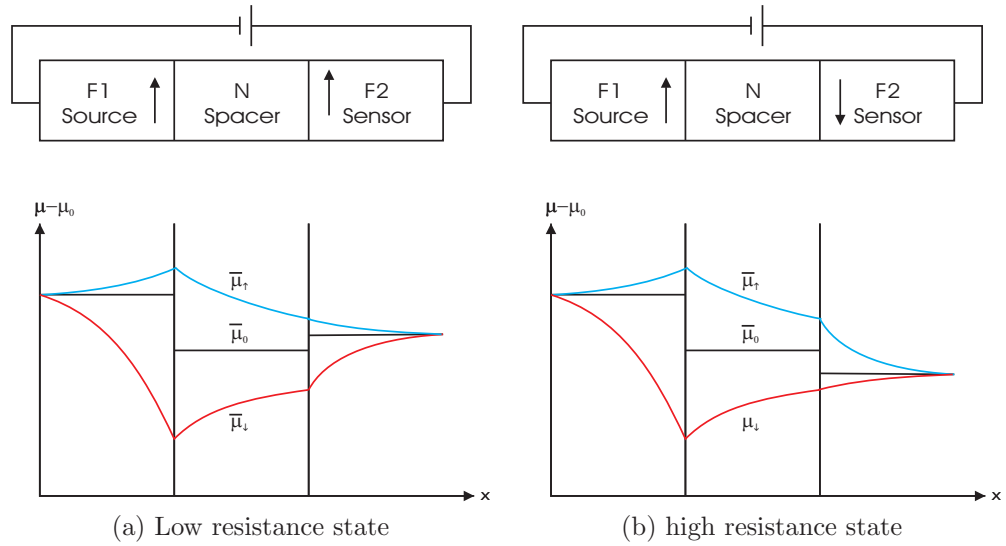 F1
Source
N
Spacer
F2
Sensor
F1
Source
N
Spacer
F2
Sensor
μ−μ₀
μ̅↑
μ̅₀
μ̅↓
x
μ−μ₀
μ̅↑
μ̅₀
μ↓
x
(a) Low resistance state
(b) high resistance state